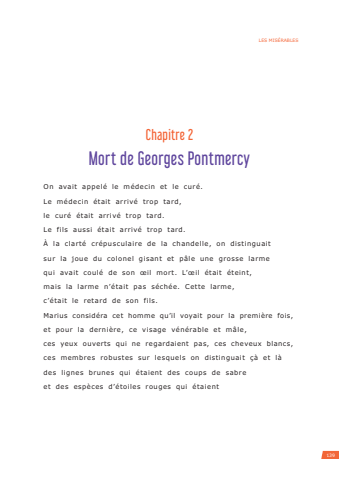 LES MISÉRABLES
Chapitre 2
Mort de Georges Pontmercy
On avait appelé le médecin et le curé.
Le médecin était arrivé trop tard,
le curé était arrivé trop tard.
Le fils aussi était arrivé trop tard.
À la clarté crépusculaire de la chandelle, on distinguait
sur la joue du colonel gisant et pâle une grosse larme
qui avait coulé de son œil mort. L’œil était éteint,
mais la larme n’était pas séchée. Cette larme,
c’était le retard de son fils.
Marius considéra cet homme qu’il voyait pour la première fois,
et pour la dernière, ce visage vénérable et mâle,
ces yeux ouverts qui ne regardaient pas, ces cheveux blancs,
ces membres robustes sur lesquels on distinguait çà et là
des lignes brunes qui étaient des coups de sabre
et des espèces d’étoiles rouges qui étaient
129